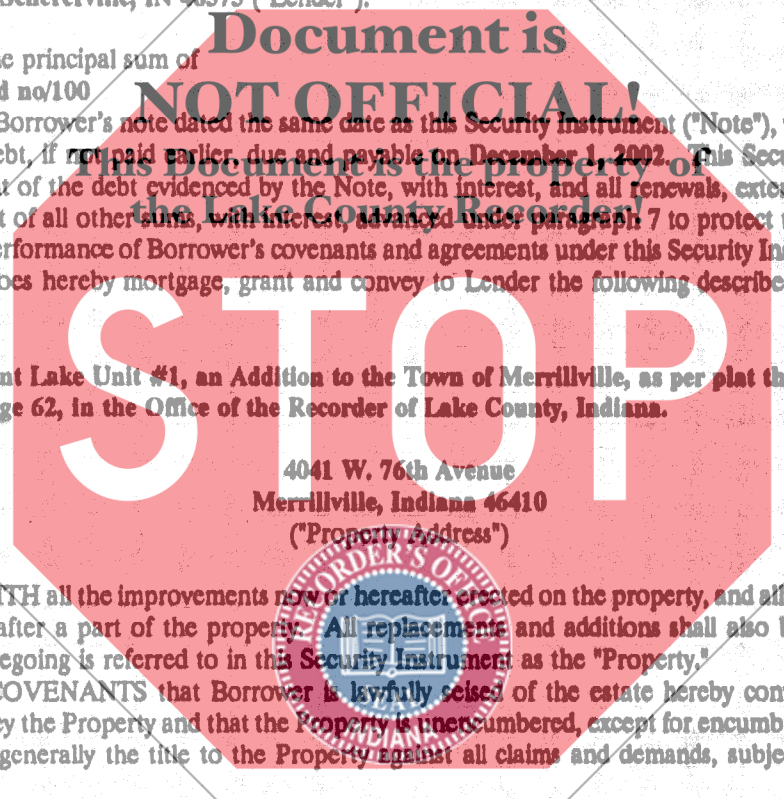 Schererville, IN 46375 ("Lender").
Document is
e principal sum of
d no/100
NOT OFFICIAL!
Borrower's note dated the same date as this Security Instrument ("Note"),
ebt, if not paid earlier, due and payable on December 1, 2002. This Secu
This Document is the property of
t of the debt evidenced by the Note, with interest, and all renewals, exte
the Lake County Recorder!
t of all other sums, with interest, advanced under paragraph 7 to protect
erformance of Borrower's covenants and agreements under this Security In
oes hereby mortgage, grant and convey to Lender the following describe
STOP
nt Lake Unit #1, an Addition to the Town of Merrillville, as per plat th
ge 62, in the Office of the Recorder of Lake County, Indiana.
4041 W. 76th Avenue
Merrillville, Indiana 46410
("Property Address")
RECORDER'S OFFICE
TH all the improvements now or hereafter erected on the property, and all
after a part of the property. All replacements and additions shall also
egoing is referred to in this Security Instrument as the "Property."
SEAL
COVENANTS that Borrower is lawfully seised of the estate hereby con
ey the Property and that the Property is unencumbered, except for encumb
INDIANA
generally the title to the Property against all claims and demands, subje